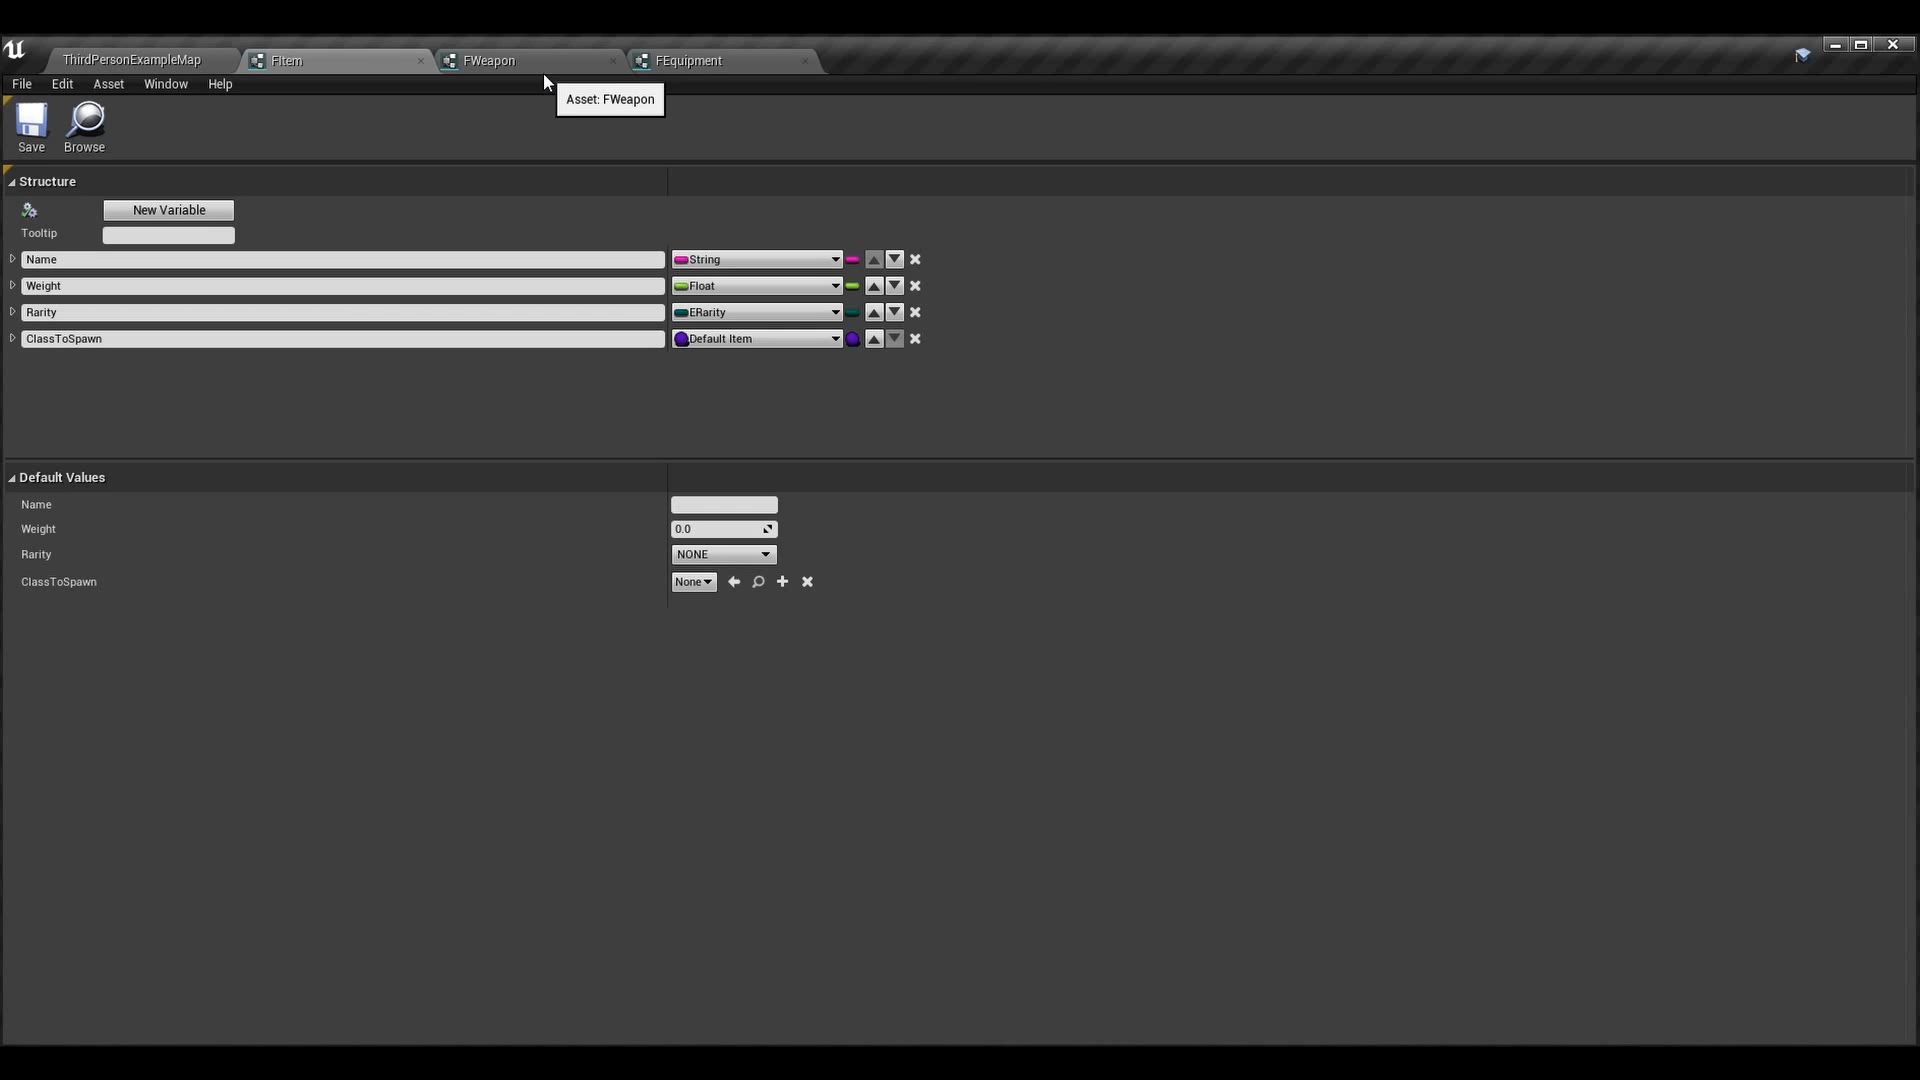 ThirdPersonExampleMap FItem FWeapon FEquipment
File Edit Asset Window Help
Asset: FWeapon
Save Browse
Structure
New Variable
Tooltip
Name String
Weight Float
Rarity ERarity
ClassToSpawn Default Item
Default Values
Name
Weight 0.0
Rarity NONE
ClassToSpawn None